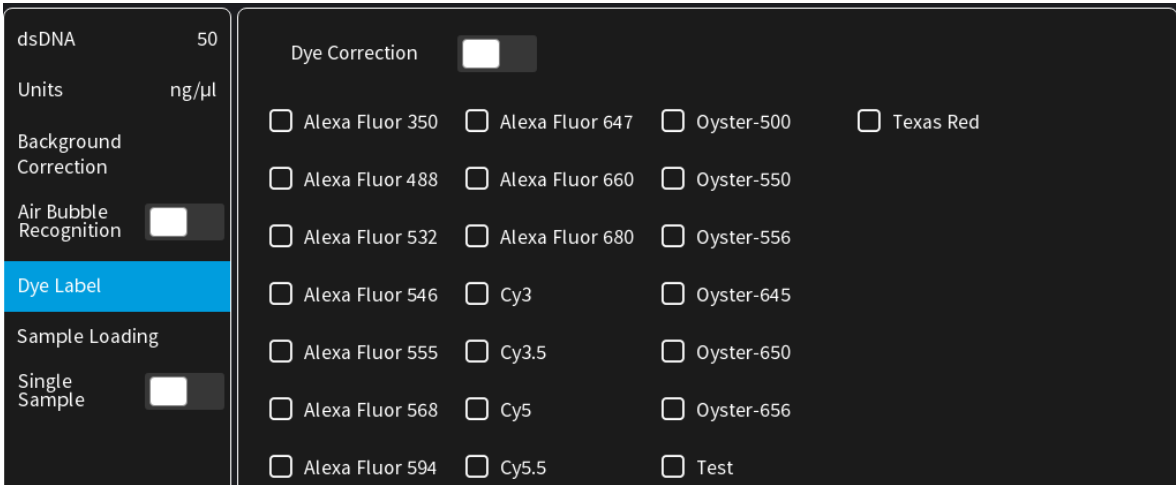 dsDNA 50
Units ng/µl
Background
Correction
Air Bubble
Recognition
Dye Label
Sample Loading
Single
Sample
Dye Correction
Alexa Fluor 350 Alexa Fluor 647 Oyster-500 Texas Red
Alexa Fluor 488 Alexa Fluor 660 Oyster-550
Alexa Fluor 532 Alexa Fluor 680 Oyster-556
Alexa Fluor 546 Cy3 Oyster-645
Alexa Fluor 555 Cy3.5 Oyster-650
Alexa Fluor 568 Cy5 Oyster-656
Alexa Fluor 594 Cy5.5 Test